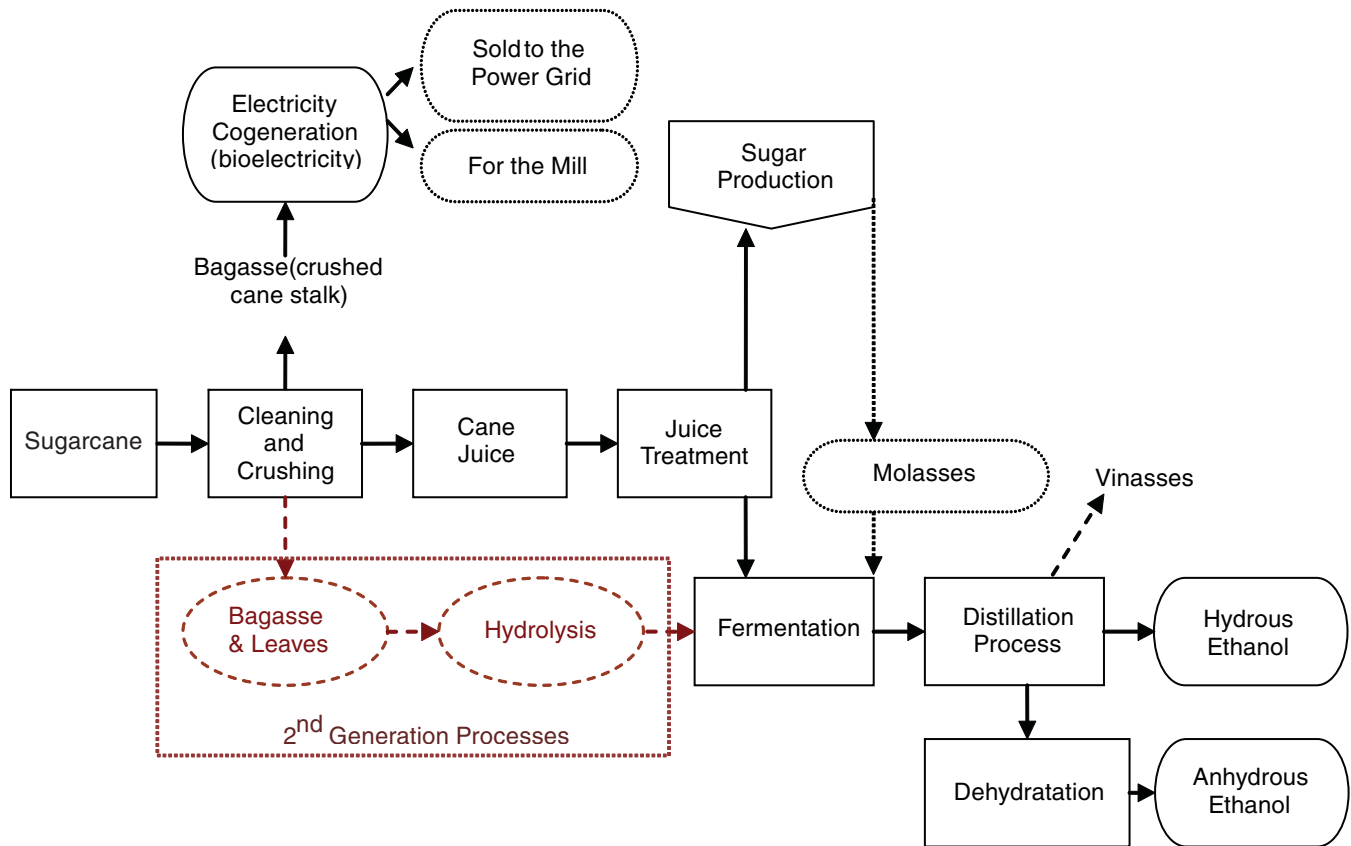 Sold to the
Power Grid
Electricity
Cogeneration
(bioelectricity)
For the Mill
Sugar
Production
Bagasse(crushed
cane stalk)
Sugarcane
Cleaning
and
Crushing
Cane
Juice
Juice
Treatment
Molasses
Vinasses
Bagasse
& Leaves
Hydrolysis
Fermentation
Distillation
Process
Hydrous
Ethanol
2nd Generation Processes
Dehydratation
Anhydrous
Ethanol